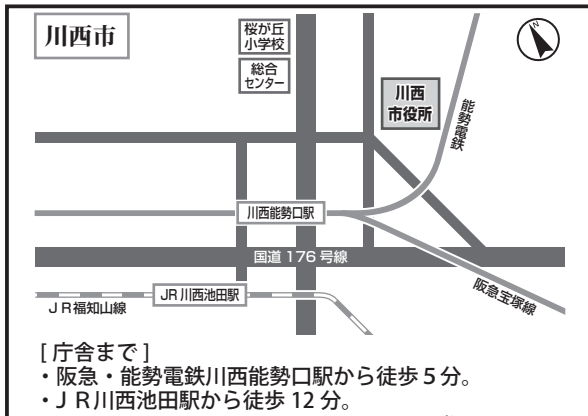 川西市
桜が丘
小学校
総合
センター
N
川西
市役所
能勢電鉄
川西能勢口駅
国道 176 号線
阪急宝塚線
JR川西池田駅
ＪＲ福知山線
[ 庁舎まで ]
・阪急・能勢電鉄川西能勢口駅から徒歩 5 分。
・ＪＲ川西池田駅から徒歩 12 分。